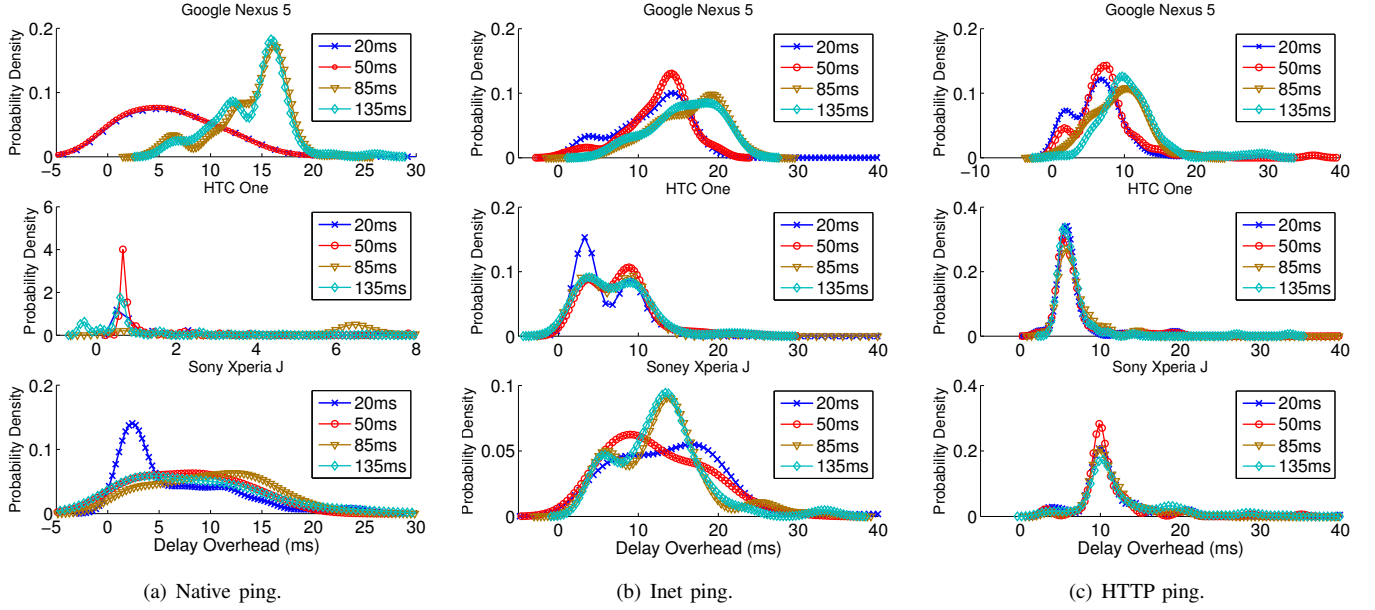 Google Nexus 5
Probability Density
0.2
0.1
0
20ms
50ms
85ms
135ms
−5 0 5 10 15 20 25 30
HTC One
Probability Density
6
4
2
0
20ms
50ms
85ms
135ms
0 2 4 6 8
Sony Xperia J
Probability Density
0.2
0.1
0
20ms
50ms
85ms
135ms
−5 0 5 10 15 20 25 30
Delay Overhead (ms)
(a) Native ping.
Google Nexus 5
Probability Density
0.2
0.1
0
20ms
50ms
85ms
135ms
0 10 20 30 40
HTC One
Probability Density
0.2
0.1
0
20ms
50ms
85ms
135ms
0 10 20 30 40
Soney Xperia J
Probability Density
0.1
0.05
0
20ms
50ms
85ms
135ms
0 10 20 30 40
Delay Overhead (ms)
(b) Inet ping.
Google Nexus 5
Probability Density
0.2
0.1
0
20ms
50ms
85ms
135ms
−10 0 10 20 30 40
HTC One
Probability Density
0.4
0.2
0
20ms
50ms
85ms
135ms
0 10 20 30 40
Sony Xperia J
Probability Density
0.4
0.2
0
20ms
50ms
85ms
135ms
0 10 20 30 40
Delay Overhead (ms)
(c) HTTP ping.